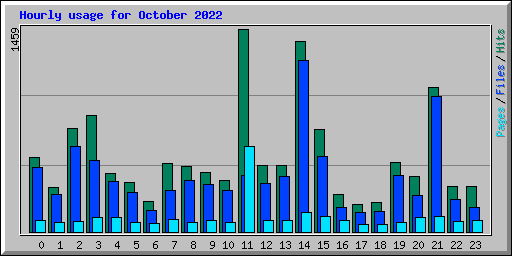 Hourly usage for October 2022
1459
Pages/Files/Hits
0 1 2 3 4 5 6 7 8 9 10 11 12 13 14 15 16 17 18 19 20 21 22 23